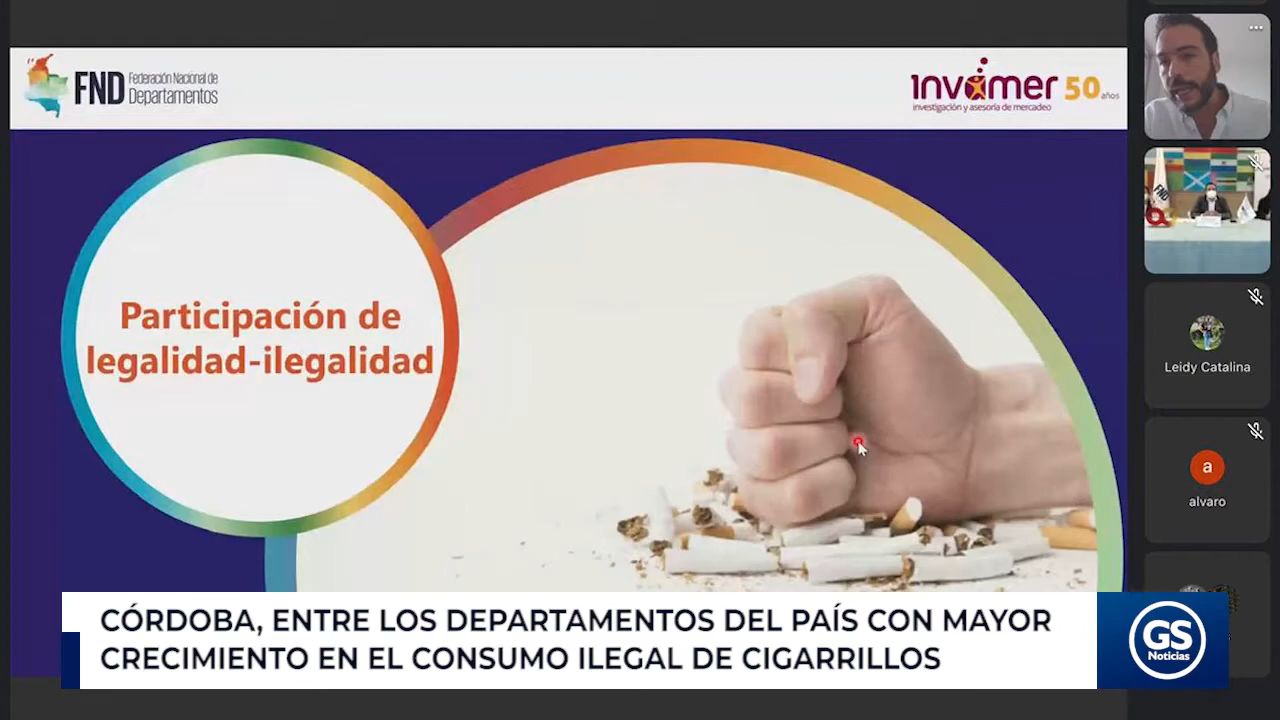 FND Federación Nacional de
Departamentos
invamer 50 años
investigación y asesoría de mercadeo
Participación de
legalidad-ilegalidad
FND
Leidy Catalina
a
alvaro
CÓRDOBA, ENTRE LOS DEPARTAMENTOS DEL PAÍS CON MAYOR
CRECIMIENTO EN EL CONSUMO ILEGAL DE CIGARRILLOS
GS
Noticias